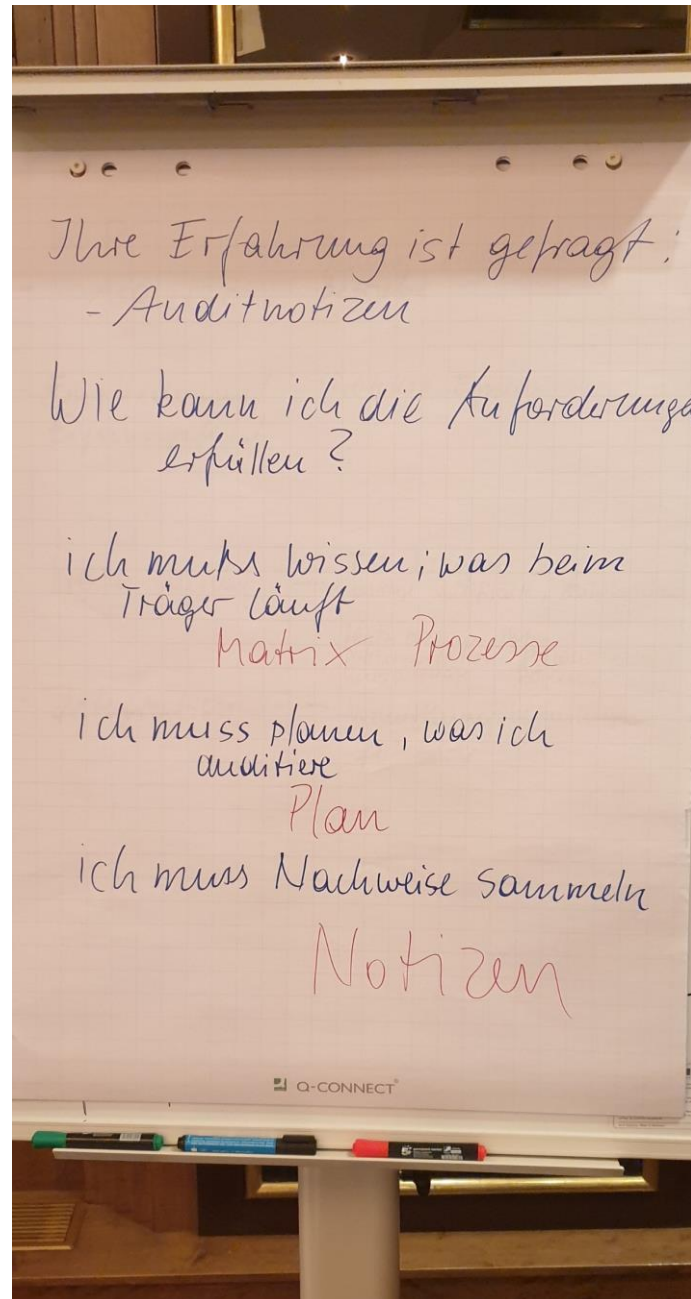 Ihre Erfahrung ist gefragt:
- Auditnotizen
Wie kann ich die Anforderunge
erfüllen?
ich muss wissen, was beim
Träger läuft
Matrix Prozesse
ich muss planen, was ich
auditiere
Plan
ich muss Nachweise sammeln
Notizen
Q-CONNECT®